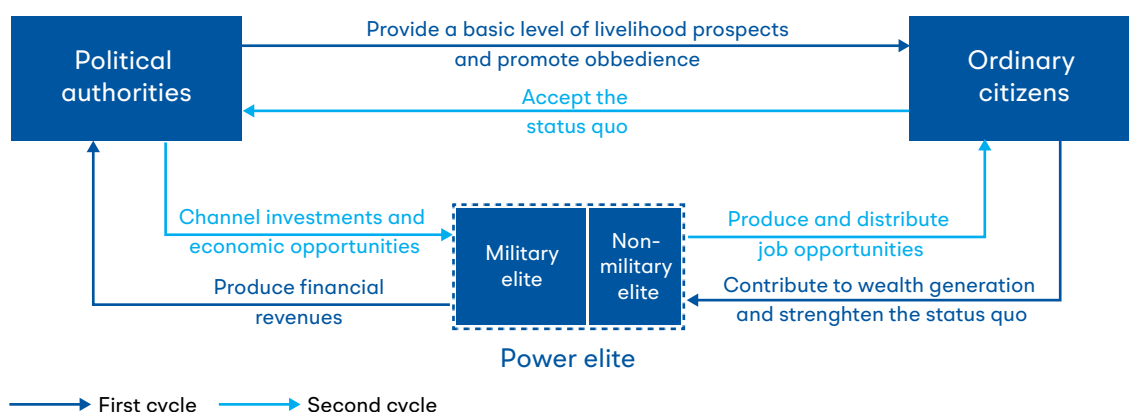 Provide a basic level of livelihood prospects
and promote obbedience
Political
authorities
Ordinary
citizens
Accept the
status quo
Channel investments and
economic opportunities
Produce financial
revenues
Military
elite
Non-
military
elite
Produce and distribute
job opportunities
Contribute to wealth generation
and strenghten the status quo
Power elite
First cycle
Second cycle